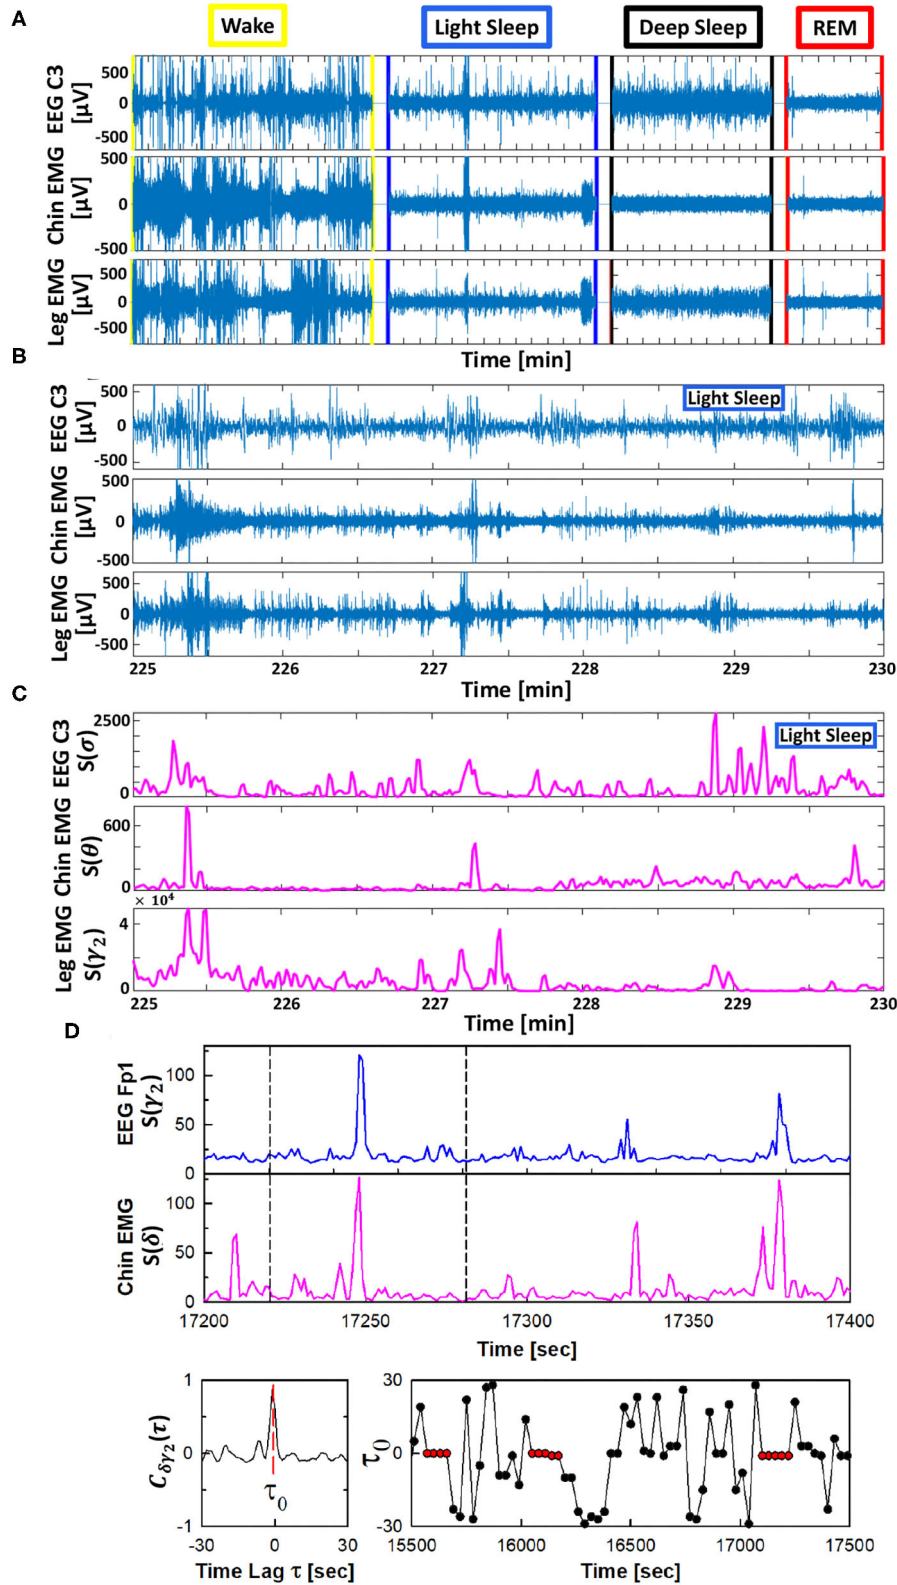 A
Wake
Light Sleep
Deep Sleep
REM
EEG C3
[μV]
500
0
-500
Chin EMG
[μV]
500
0
-500
Leg EMG
[μV]
500
0
-500
Time [min]
B
EEG C3
[μV]
500
0
-500
Light Sleep
Chin EMG
[μV]
500
0
-500
Leg EMG
[μV]
500
0
-500
225 226 227 228 229 230
Time [min]
C
EEG C3
S(σ)
2500
0
Light Sleep
Chin EMG
S(θ)
600
0
× 10⁴
Leg EMG
S(γ₂)
4
0
225 226 227 228 229 230
Time [min]
D
EEG Fp1
S(γ₂)
100
50
0
Chin EMG
S(δ)
100
50
0
17200 17250 17300 17350 17400
Time [sec]
C_δγ₂(τ)
1
0
-1
τ₀
-30 0 30
Time Lag τ [sec]
τ₀
30
0
-30
15500 16000 16500 17000 17500
Time [sec]